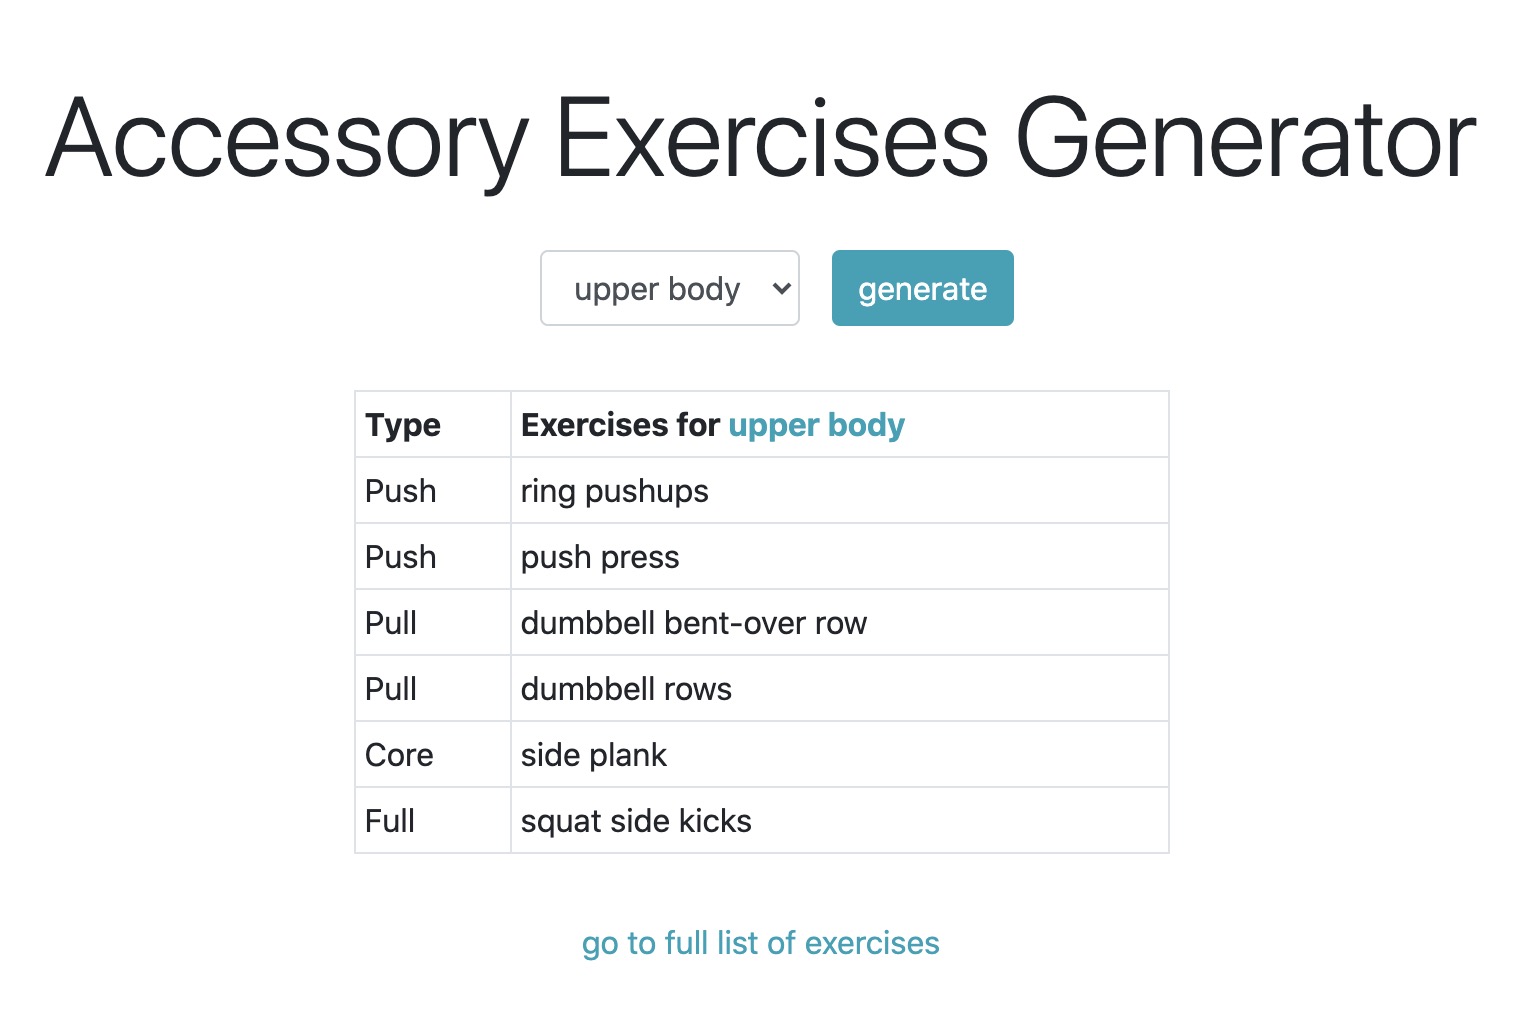 Accessory Exercises Generator
upper body generate
Type Exercises for upper body
Push ring pushups
Push push press
Pull dumbbell bent-over row
Pull dumbbell rows
Core side plank
Full squat side kicks
go to full list of exercises